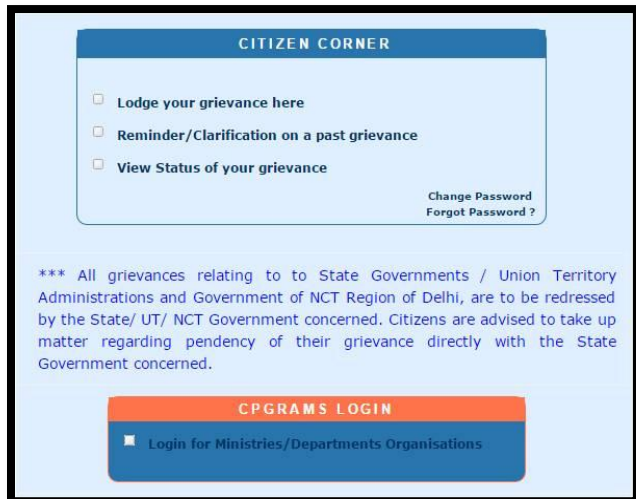 CITIZEN CORNER
Lodge your grievance here
Reminder/Clarification on a past grievance
View Status of your grievance
Change Password
Forgot Password ?
*** All grievances relating to to State Governments / Union Territory
Administrations and Government of NCT Region of Delhi, are to be redressed
by the State/ UT/ NCT Government concerned. Citizens are advised to take up
matter regarding pendency of their grievance directly with the State
Government concerned.
CPGRAMS LOGIN
Login for Ministries/Departments Organisations